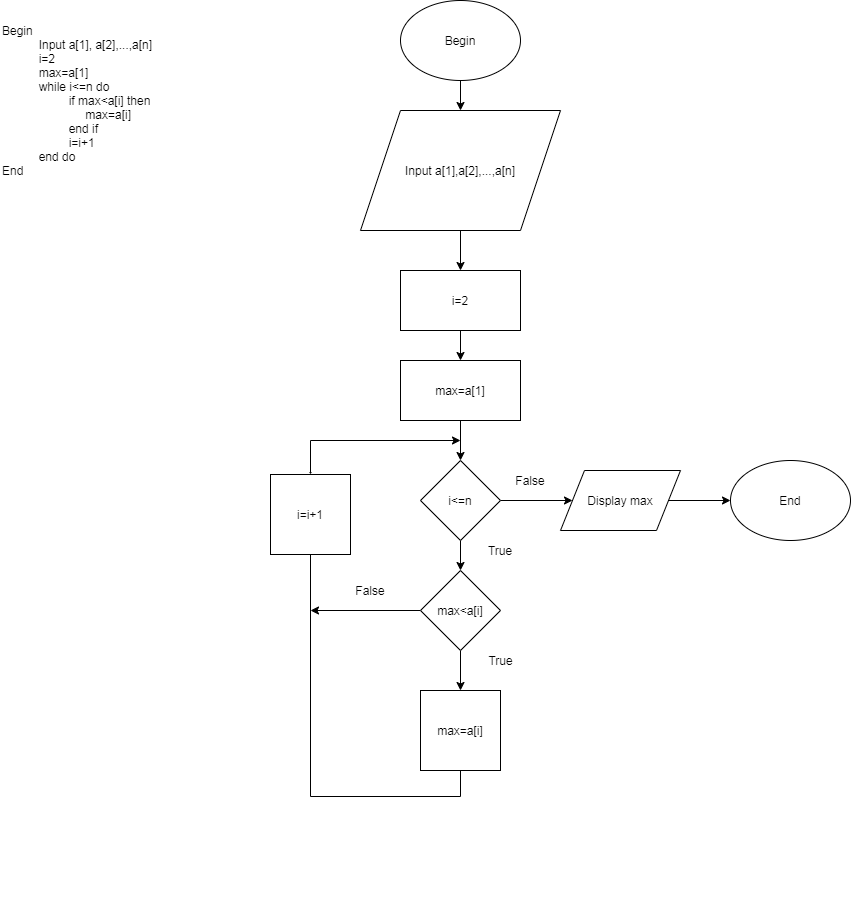 Begin
Input a[1], a[2],...,a[n]
i=2
max=a[1]
while i<=n do
if max<a[i] then
max=a[i]
end if
i=i+1
end do
End
Begin
Input a[1],a[2],...,a[n]
i=2
max=a[1]
i<=n
False
Display max
End
i=i+1
True
max<a[i]
False
True
max=a[i]